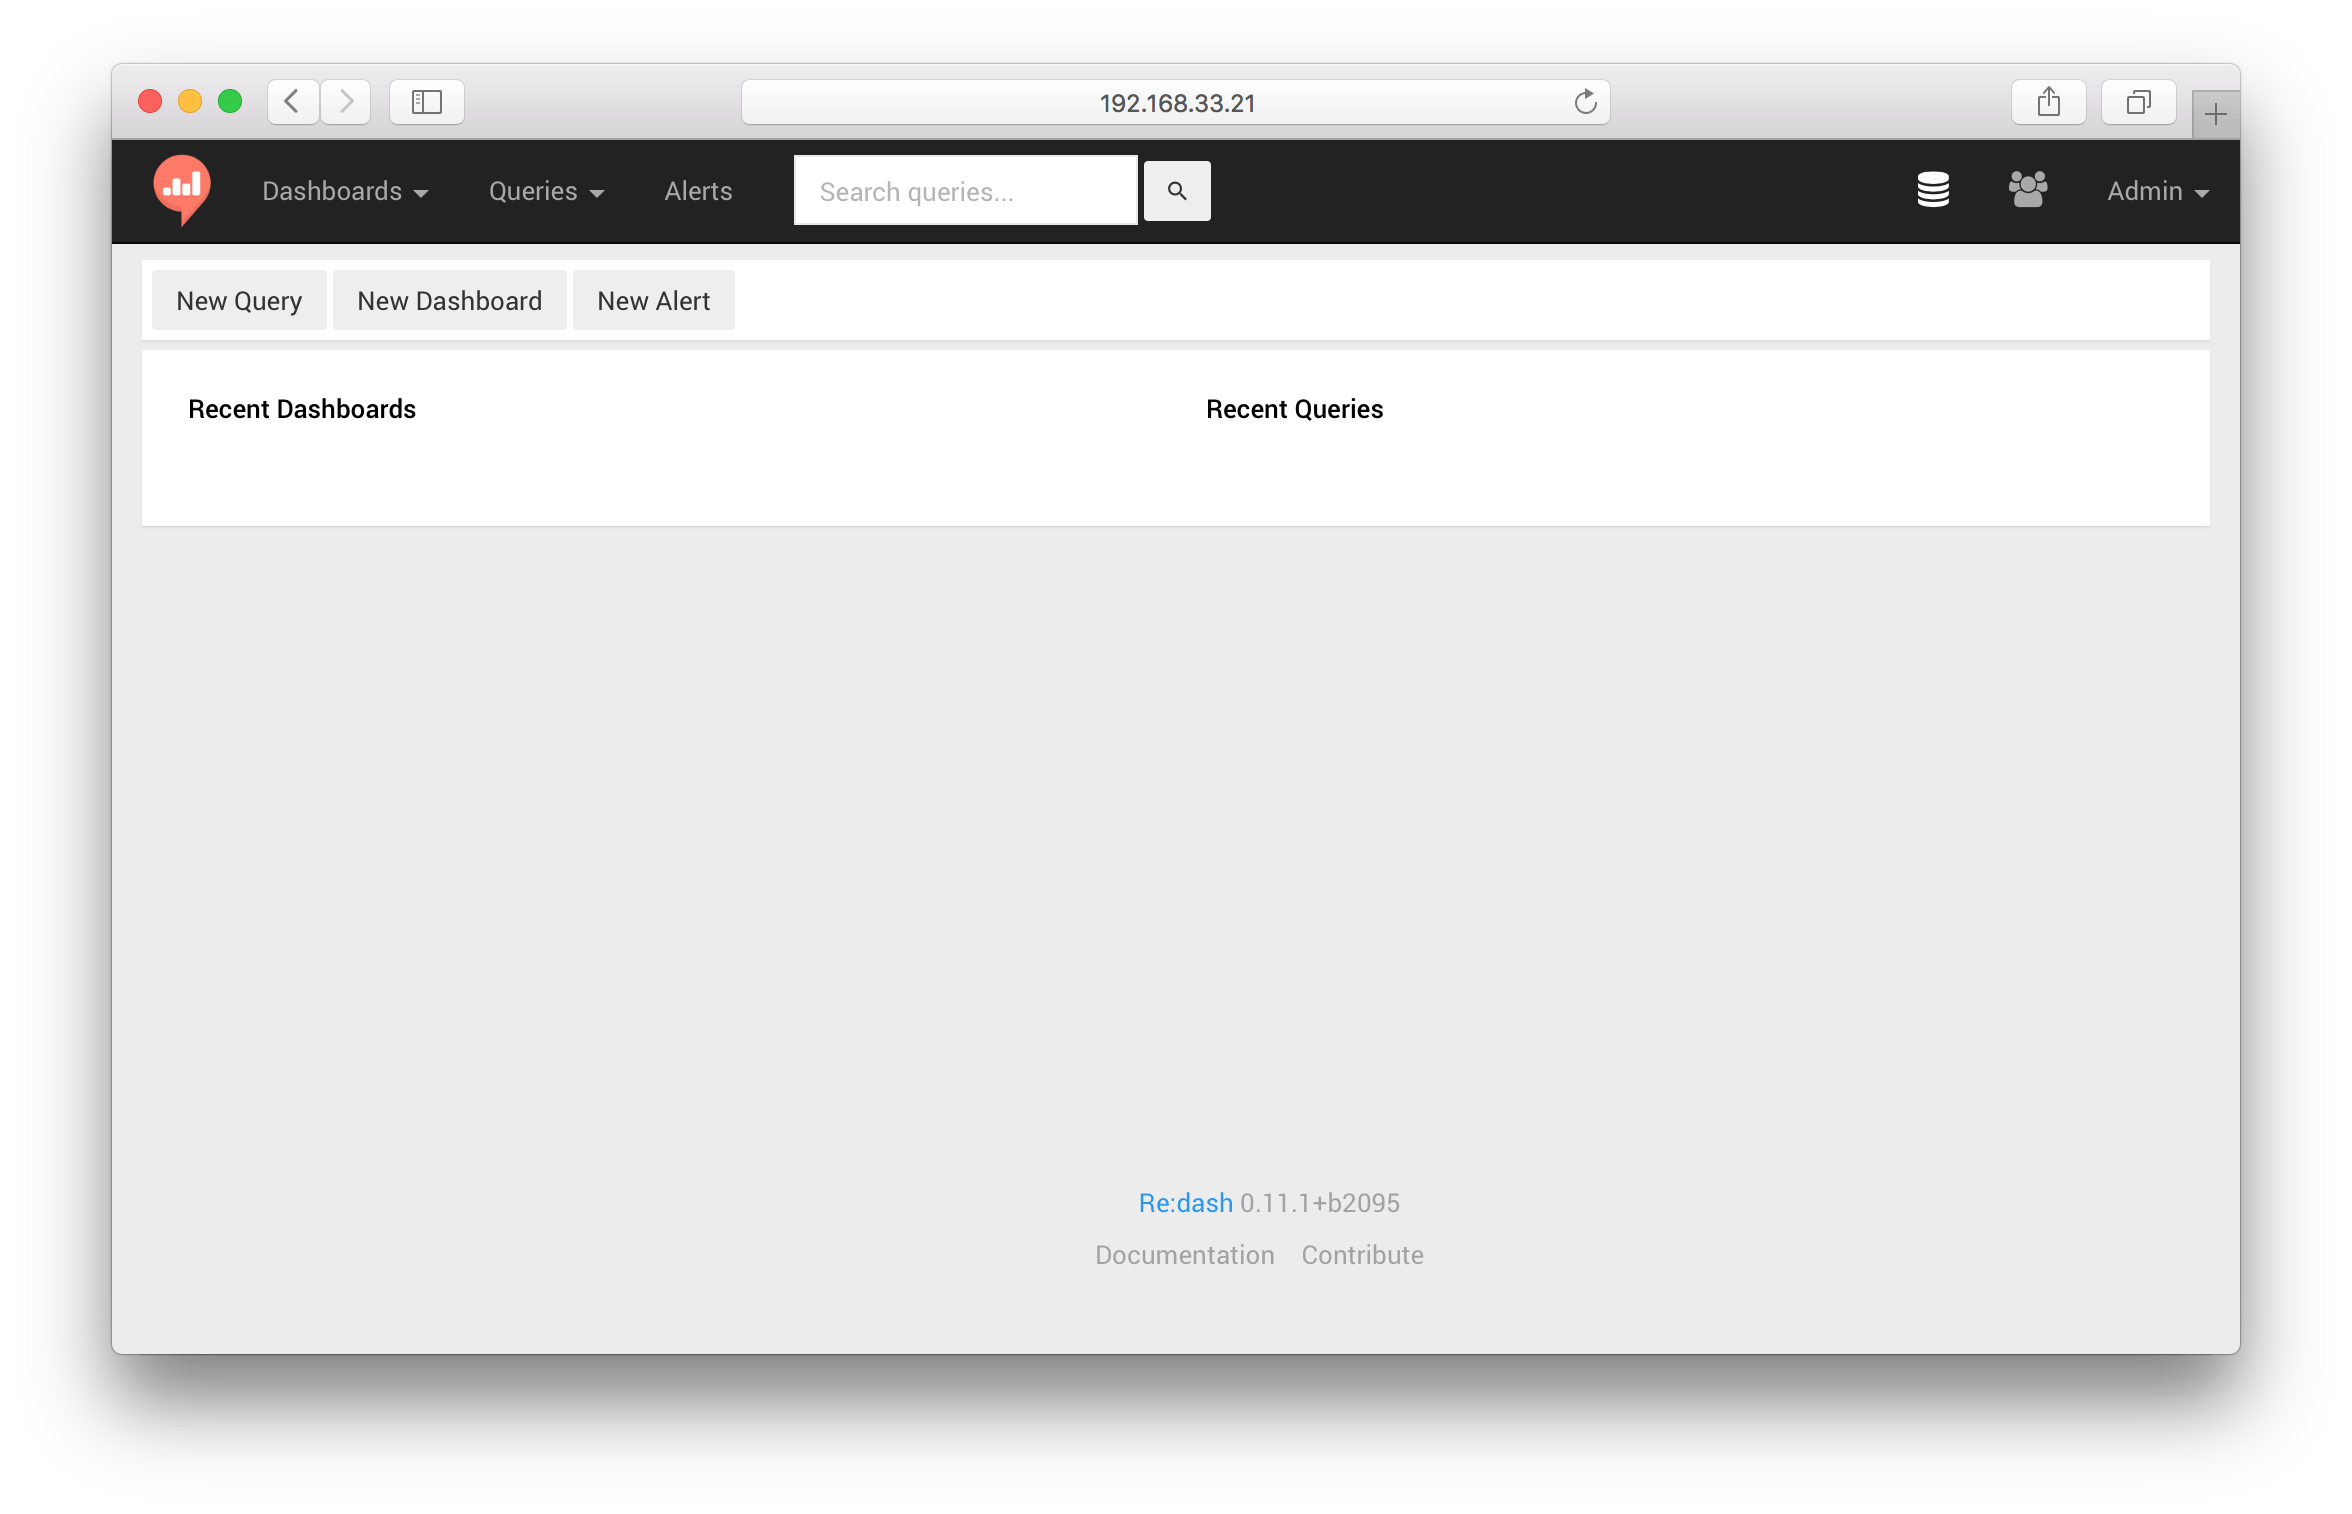 192.168.33.21
Dashboards Queries Alerts Search queries... Admin
New Query New Dashboard New Alert
Recent Dashboards Recent Queries
Re:dash 0.11.1+b2095
Documentation Contribute